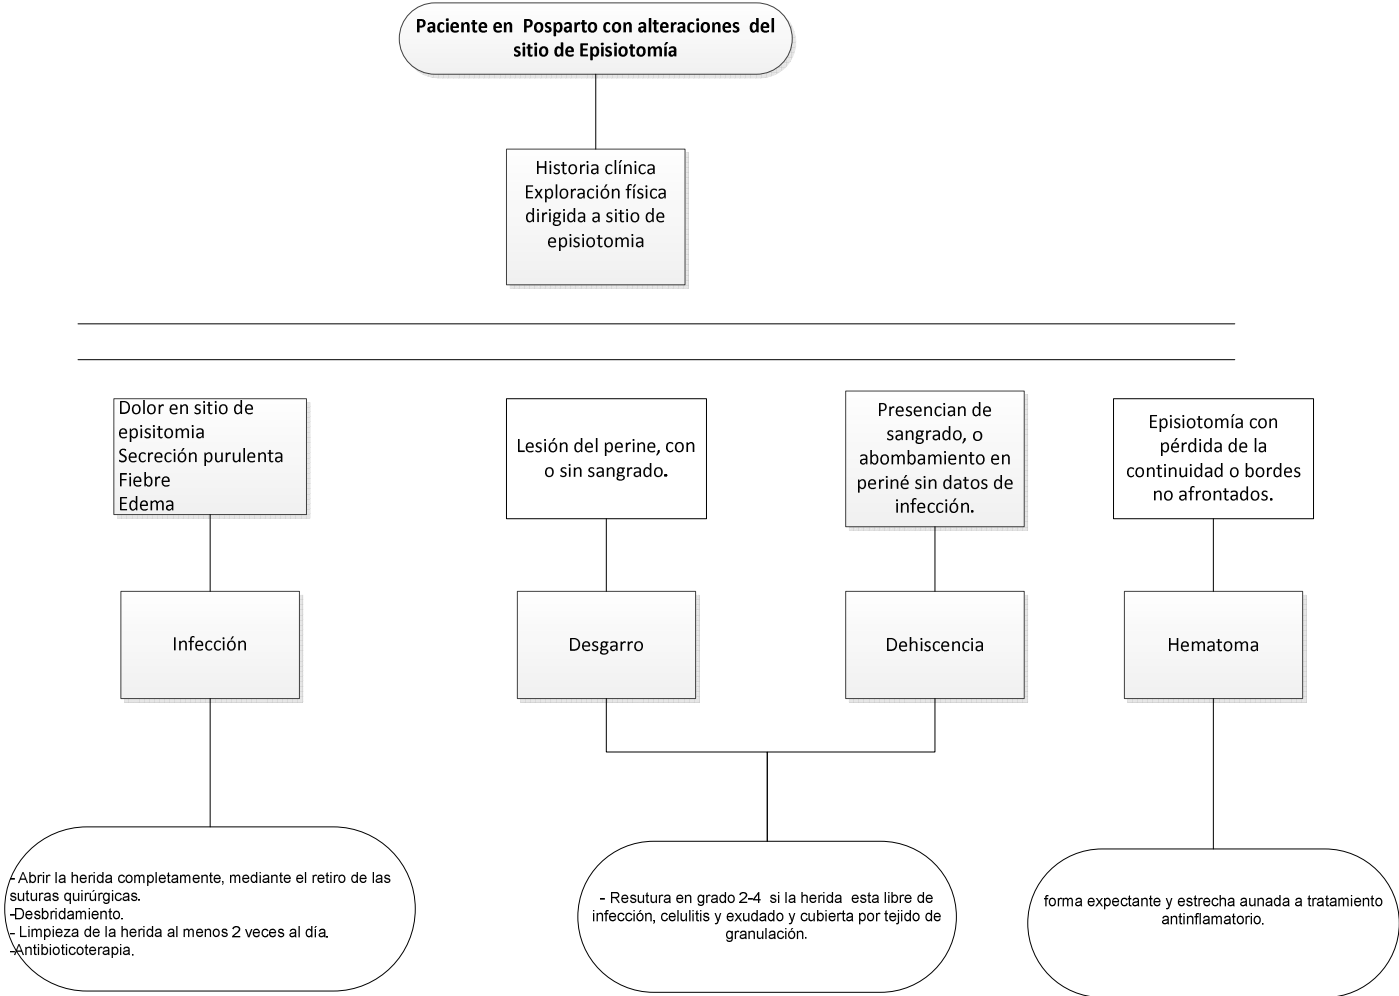 Paciente en Posparto con alteraciones del
sitio de Episiotomía
Historia clínica
Exploración física
dirigida a sitio de
episiotomia
Dolor en sitio de
episitomia
Secreción purulenta
Fiebre
Edema
Lesión del perine, con
o sin sangrado.
Presencian de
sangrado, o
abombamiento en
periné sin datos de
infección.
Episiotomía con
pérdida de la
continuidad o bordes
no afrontados.
Infección
Desgarro
Dehiscencia
Hematoma
- Abrir la herida completamente, mediante el retiro de las
suturas quirúrgicas.
-Desbridamiento.
- Limpieza de la herida al menos 2 veces al día.
-Antibioticoterapia.
- Resutura en grado 2-4 si la herida esta libre de
infección, celulitis y exudado y cubierta por tejido de
granulación.
forma expectante y estrecha aunada a tratamiento
antinflamatorio.